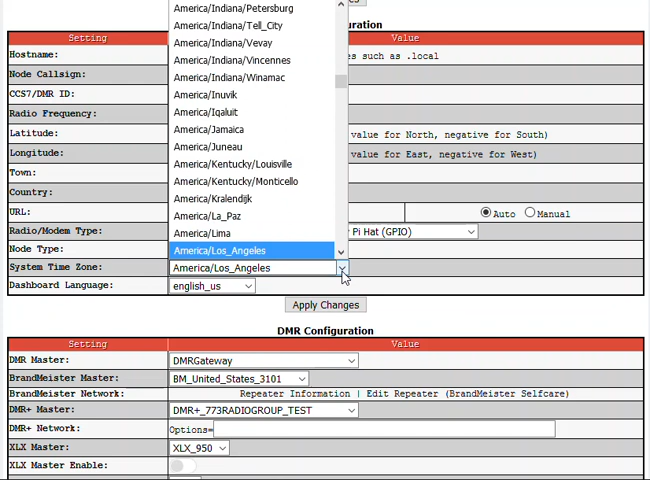 America/Indiana/Petersburg
America/Indiana/Tell_City
America/Indiana/Vevay
America/Indiana/Vincennes
America/Indiana/Winamac
America/Inuvik
America/Iqaluit
America/Jamaica
America/Juneau
America/Kentucky/Louisville
America/Kentucky/Monticello
America/Kralendijk
America/La_Paz
America/Lima
America/Los_Angeles
Setting Value
Hostname: such as .local
Node Callsign:
CCS7/DMR ID:
Radio Frequency:
Latitude: value for North, negative for South)
Longitude: value for East, negative for West)
Town:
Country:
URL: Auto Manual
Radio/Modem Type: Pi Hat (GPIO)
Node Type:
System Time Zone: America/Los_Angeles
Dashboard Language: english_us
Apply Changes
DMR Configuration
Setting Value
DMR Master: DMRGateway
BrandMeister Master: BM_United_States_3101
BrandMeister Network: Repeater Information | Edit Repeater (BrandMeister Selfcare)
DMR+ Master: DMR+_773RADIOGROUP_TEST
DMR+ Network: Options=
XLX Master: XLX_950
XLX Master Enable: